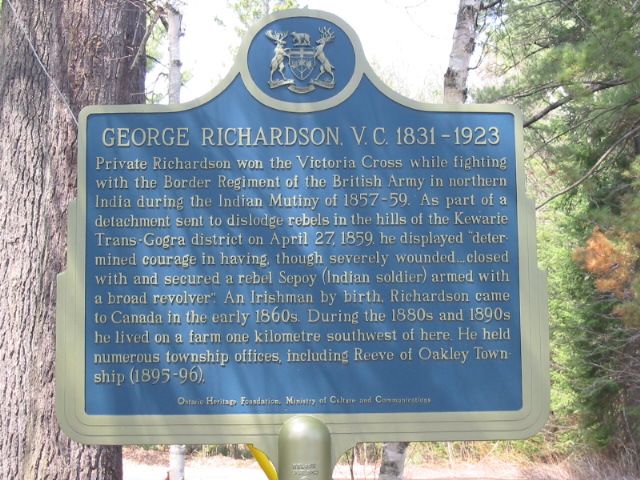 GEORGE RICHARDSON, V.C. 1831-1923
Private Richardson won the Victoria Cross while fighting
with the Border Regiment of the British Army in northern
India during the Indian Mutiny of 1857-59. As part of a
detachment sent to dislodge rebels in the hills of the Kewarie
Trans-Gogra district on April 27, 1859, he displayed "deter-
mined courage in having, though severely wounded...closed
with and secured a rebel Sepoy (Indian soldier) armed with
a broad revolver". An Irishman by birth, Richardson came
to Canada in the early 1860s. During the 1880s and 1890s
he lived on a farm one kilometre southwest of here. He held
numerous township offices, including Reeve of Oakley Town-
ship (1895-96).
Ontario Heritage Foundation, Ministry of Culture and Communications